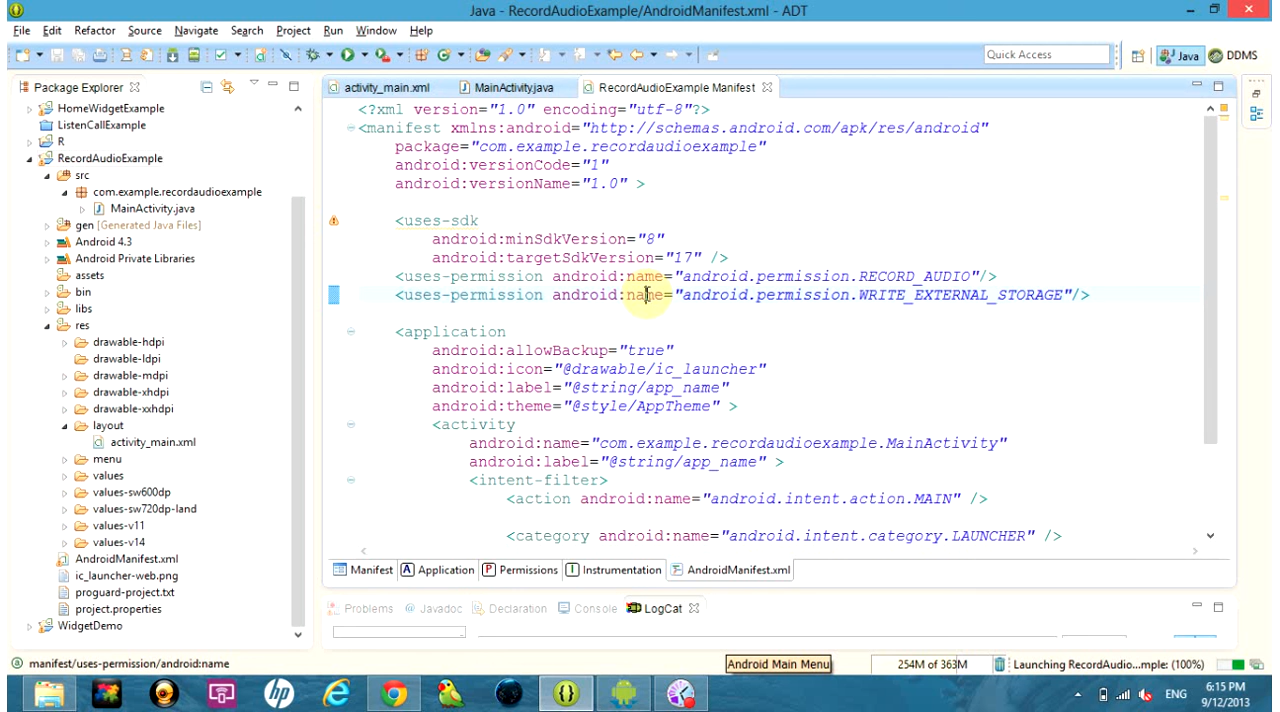 Java - RecordAudioExample/AndroidManifest.xml - ADT
File Edit Refactor Source Navigate Search Project Run Window Help
Quick Access
Java
DDMS
Package Explorer
HomeWidgetExample
ListenCallExample
R
RecordAudioExample
src
com.example.recordaudioexample
MainActivity.java
gen [Generated Java Files]
Android 4.3
Android Private Libraries
assets
bin
libs
res
drawable-hdpi
drawable-ldpi
drawable-mdpi
drawable-xhdpi
drawable-xxhdpi
layout
activity_main.xml
menu
values
values-sw600dp
values-sw720dp-land
values-v11
values-v14
AndroidManifest.xml
ic_launcher-web.png
proguard-project.txt
project.properties
WidgetDemo
activity_main.xml
MainActivity.java
RecordAudioExample Manifest
<?xml version="1.0" encoding="utf-8"?>
<manifest xmlns:android="http://schemas.android.com/apk/res/android"
package="com.example.recordaudioexample"
android:versionCode="1"
android:versionName="1.0" >
<uses-sdk
android:minSdkVersion="8"
android:targetSdkVersion="17" />
<uses-permission android:name="android.permission.RECORD_AUDIO"/>
<uses-permission android:name="android.permission.WRITE_EXTERNAL_STORAGE"/>
<application
android:allowBackup="true"
android:icon="@drawable/ic_launcher"
android:label="@string/app_name"
android:theme="@style/AppTheme" >
<activity
android:name="com.example.recordaudioexample.MainActivity"
android:label="@string/app_name" >
<intent-filter>
<action android:name="android.intent.action.MAIN" />
<category android:name="android.intent.category.LAUNCHER" />
Manifest
Application
Permissions
Instrumentation
AndroidManifest.xml
Problems
Javadoc
Declaration
Console
LogCat
manifest/uses-permission/android:name
Android Main Menu
254M of 363M
Launching RecordAudio...mple: (100%)
ENG
6:15 PM
9/12/2013